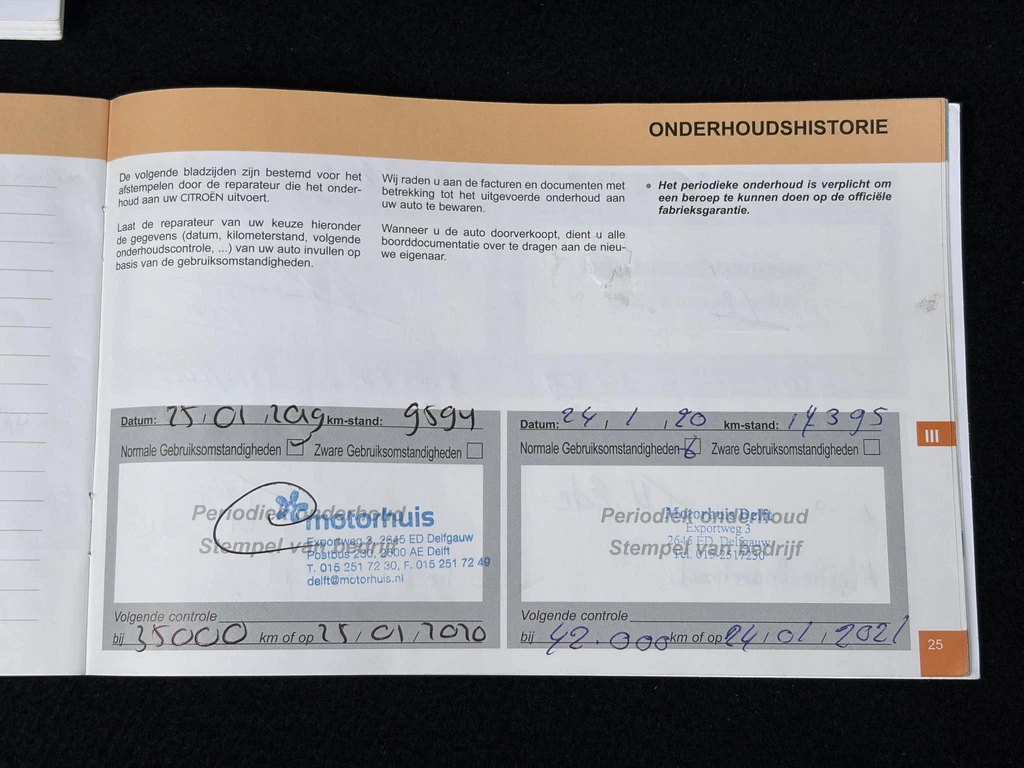 ONDERHOUDSHISTORIE
De volgende bladzijden zijn bestemd voor het
afstempelen door de reparateur die het onder-
houd aan uw CITROËN uitvoert.
Laat de reparateur van uw keuze hieronder
de gegevens (datum, kilometerstand, volgende
onderhoudscontrole, ...) van uw auto invullen op
basis van de gebruiksomstandigheden.
Wij raden u aan de facturen en documenten met
betrekking tot het uitgevoerde onderhoud aan
uw auto te bewaren.
Wanneer u de auto doorverkoopt, dient u alle
boorddocumentatie over te dragen aan de nieu-
we eigenaar.
• Het periodieke onderhoud is verplicht om
een beroep te kunnen doen op de officiële
fabrieksgarantie.
Datum: 25/01/2019 km-stand: 9594
Normale Gebruiksomstandigheden Zware Gebruiksomstandigheden
Periodiek onderhoud
motorhuis
Stempel van bedrijf
Exportweg 3, 2645 ED Delfgauw
Postbus 290, 2600 AE Delft
T. 015 251 72 30, F. 015 251 72 49
delft@motorhuis.nl
Volgende controle
bij 35000 km of op 25/01/2020
Datum: 24/1/20 km-stand: 17395
Normale Gebruiksomstandigheden Zware Gebruiksomstandigheden
Periodiek onderhoud
Motorhuis Delft
Exportweg 3
Stempel van bedrijf
2645 ED Delfgauw
Tel. 015-2517230
Volgende controle
bij 42.000 km of op 24/01/2021
III
25